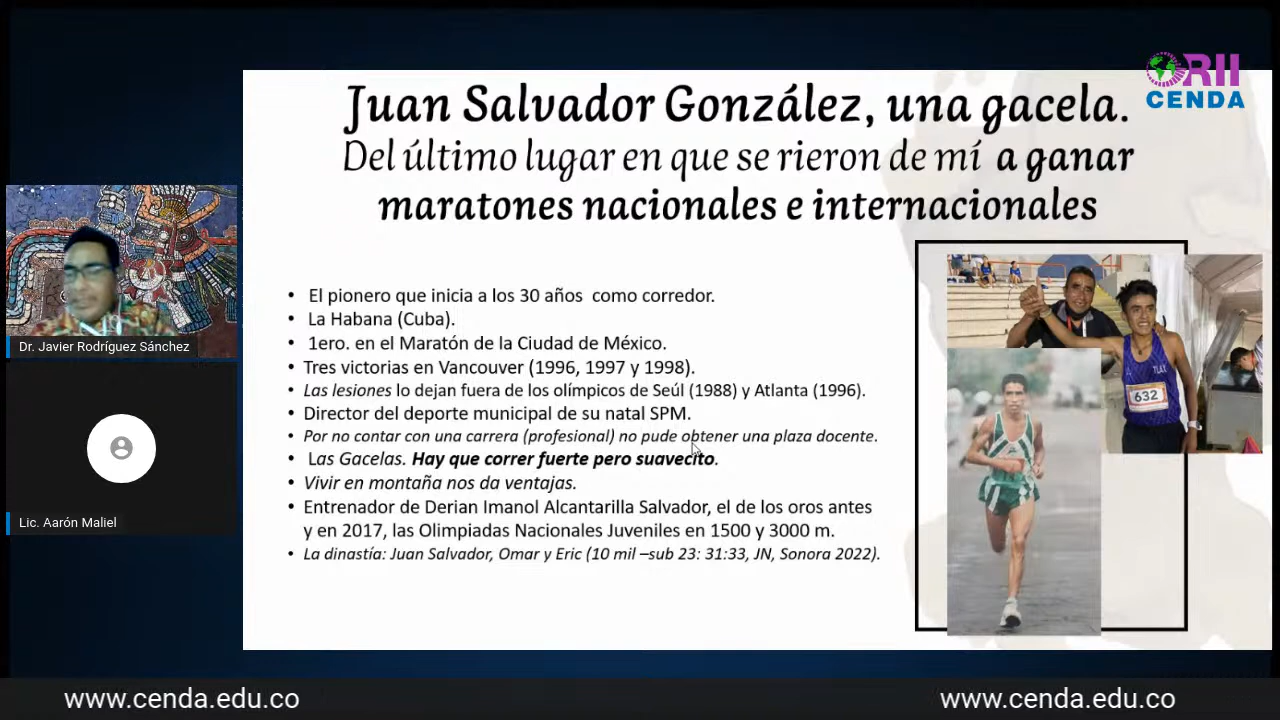 ORII
CENDA
Juan Salvador González, una gacela.
Del último lugar en que se rieron de mí a ganar
maratones nacionales e internacionales
• El pionero que inicia a los 30 años como corredor.
• La Habana (Cuba).
• 1ero. en el Maratón de la Ciudad de México.
• Tres victorias en Vancouver (1996, 1997 y 1998).
• Las lesiones lo dejan fuera de los olímpicos de Seúl (1988) y Atlanta (1996).
• Director del deporte municipal de su natal SPM.
• Por no contar con una carrera (profesional) no pude obtener una plaza docente.
• Las Gacelas. Hay que correr fuerte pero suavecito.
• Vivir en montaña nos da ventajas.
• Entrenador de Derian Imanol Alcantarilla Salvador, el de los oros antes
y en 2017, las Olimpiadas Nacionales Juveniles en 1500 y 3000 m.
• La dinastía: Juan Salvador, Omar y Eric (10 mil –sub 23: 31:33, JN, Sonora 2022).
TLAX
632
Dr. Javier Rodríguez Sánchez
Lic. Aarón Maliel
www.cenda.edu.co
www.cenda.edu.co